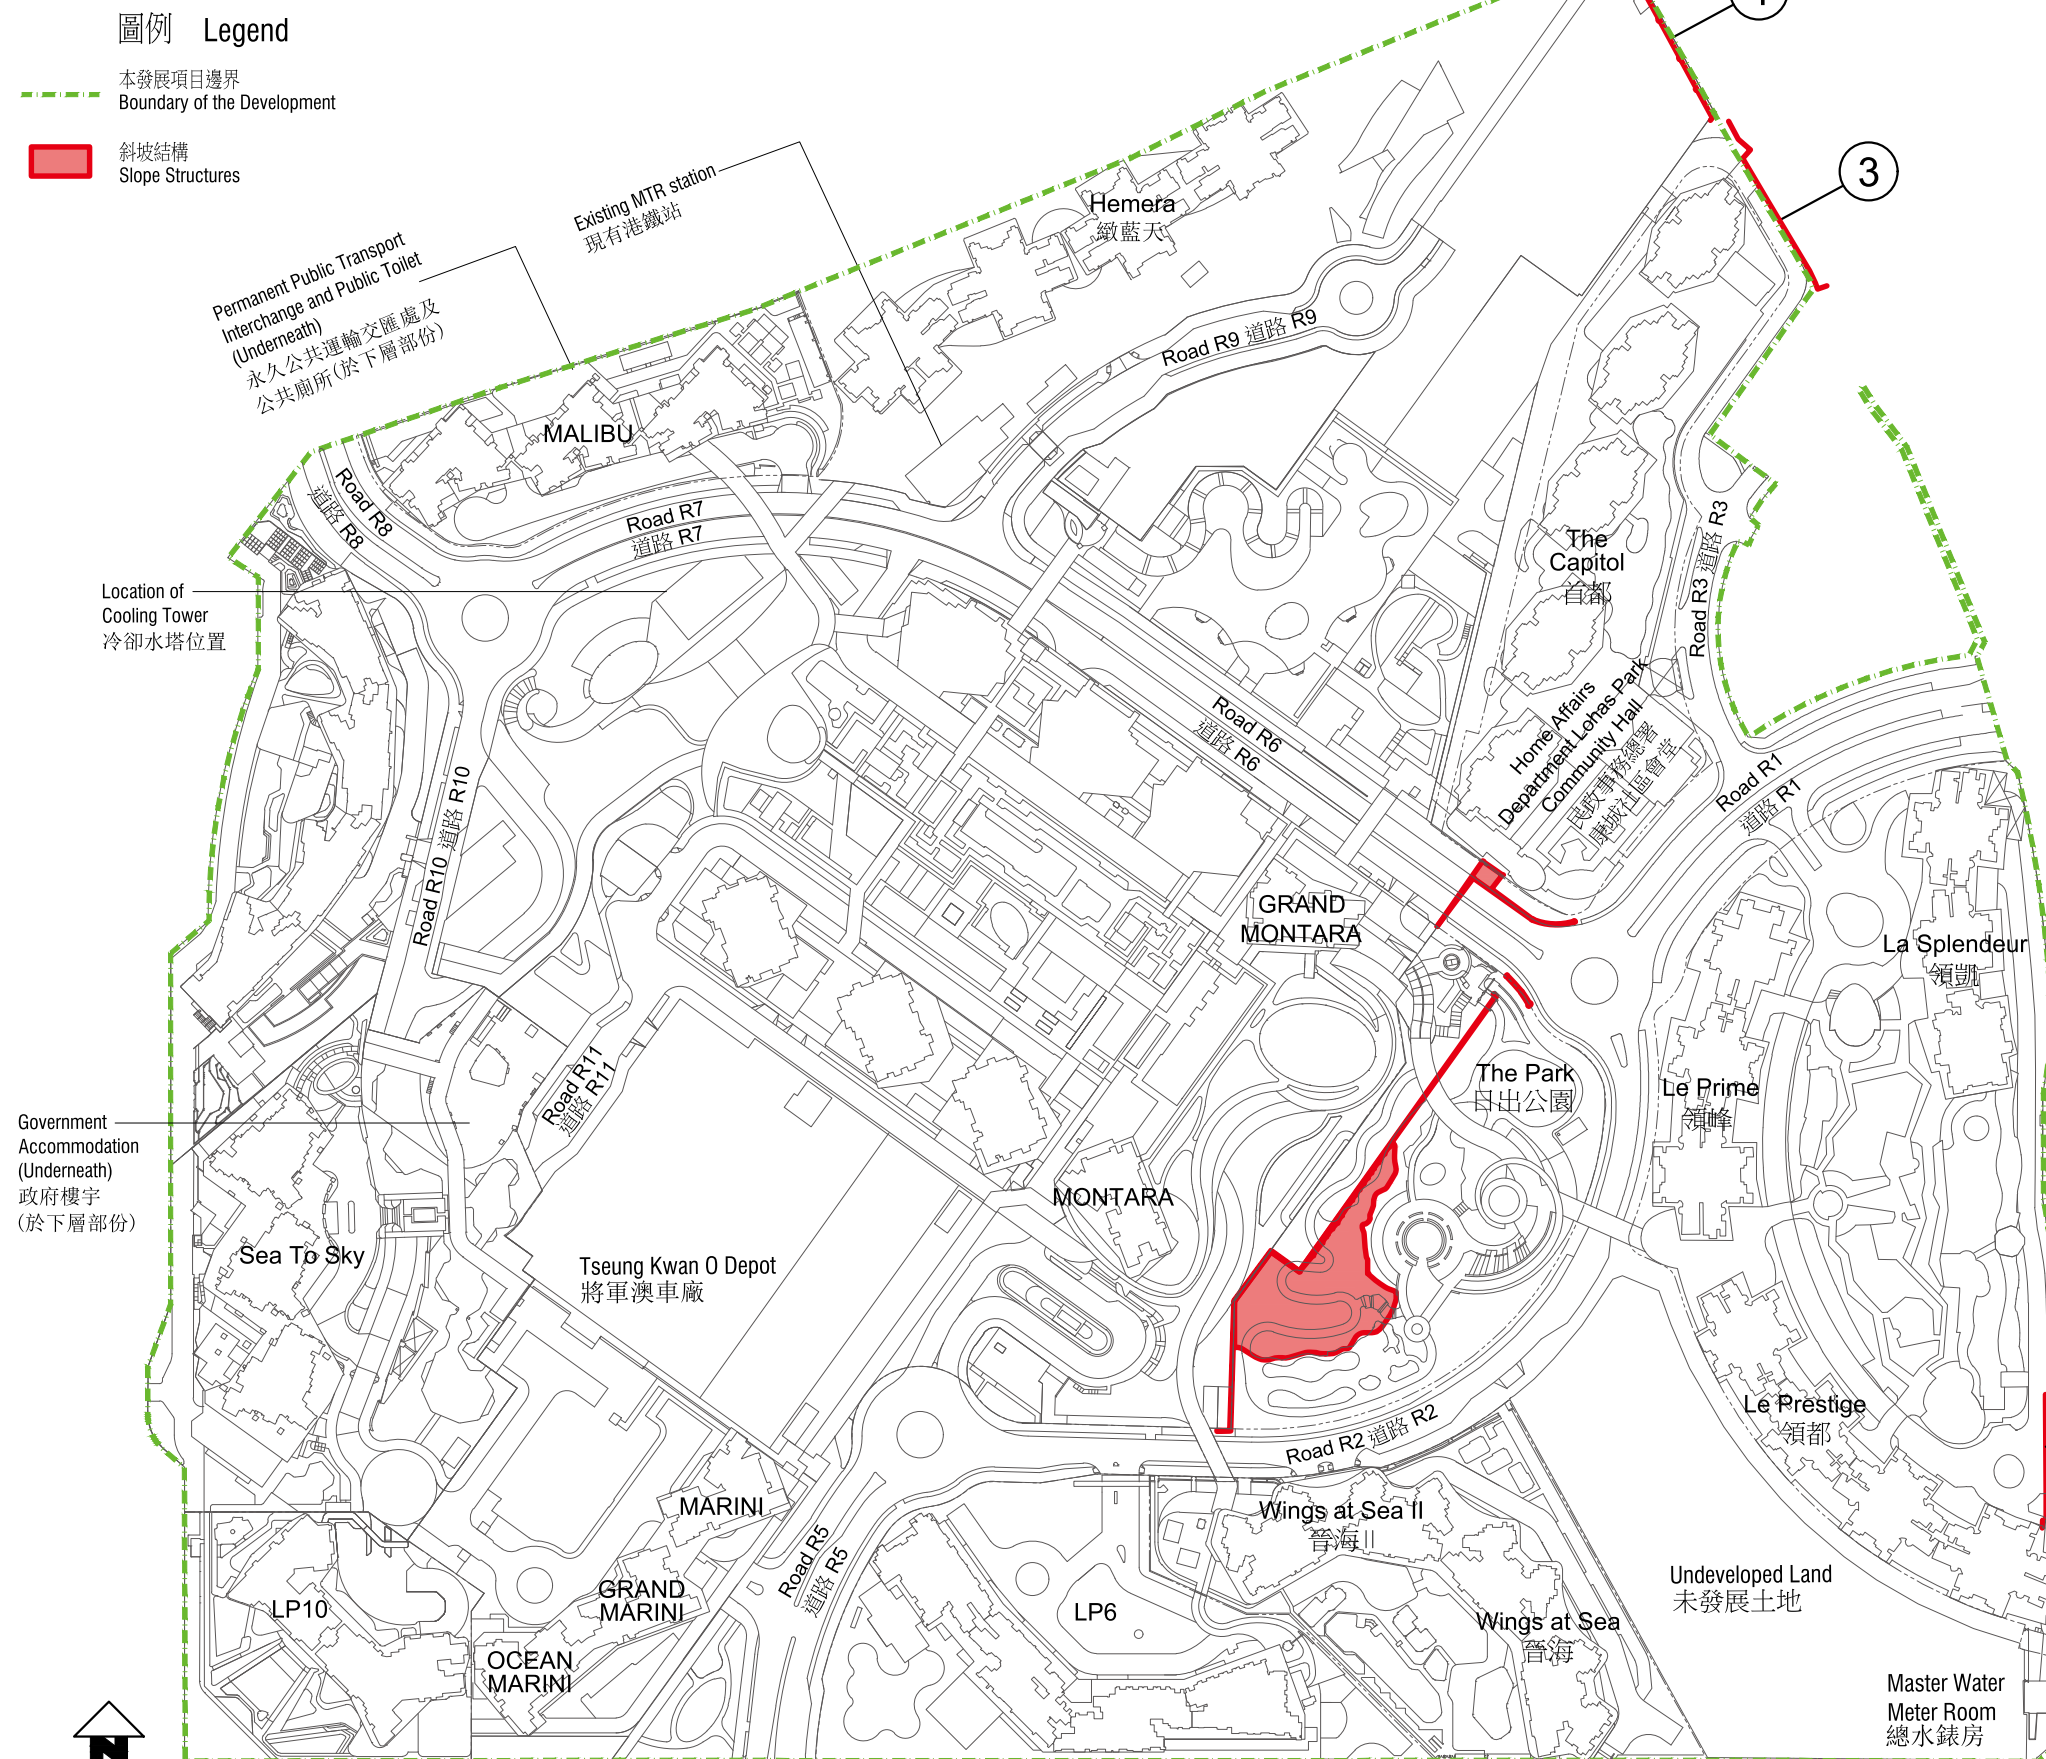 圖例 Legend
本發展項目邊界
Boundary of the Development
斜坡結構
Slope Structures
3
Existing MTR station
現有港鐵站
Permanent Public Transport
Interchange and Public Toilet
(Underneath)
永久公共運輸交匯處及
公共廁所(於下層部份)
Hemera
緻藍天
Road R9 道路 R9
MALIBU
Road R8
道路 R8
Road R7
道路 R7
Location of
Cooling Tower
冷卻水塔位置
The
Capitol
首都
Road R3 道路 R3
Road R6
道路 R6
Home Affairs
Department Lohas Park
Community Hall
民政事務總署
康城社區會堂
Road R1
道路 R1
Road R10 道路 R10
GRAND
MONTARA
La Splendeur
領凱
The Park
日出公園
Le Prime
領峰
Road R11
道路 R11
Government
Accommodation
(Underneath)
政府樓宇
(於下層部份)
MONTARA
Sea To Sky
Tseung Kwan O Depot
將軍澳車廠
Le Prestige
領都
Road R2 道路 R2
MARINI
Road R5
道路 R5
Wings at Sea II
晉海 II
GRAND
MARINI
LP10
LP6
Undeveloped Land
未發展土地
Wings at Sea
晉海
OCEAN
MARINI
Master Water
Meter Room
總水錶房